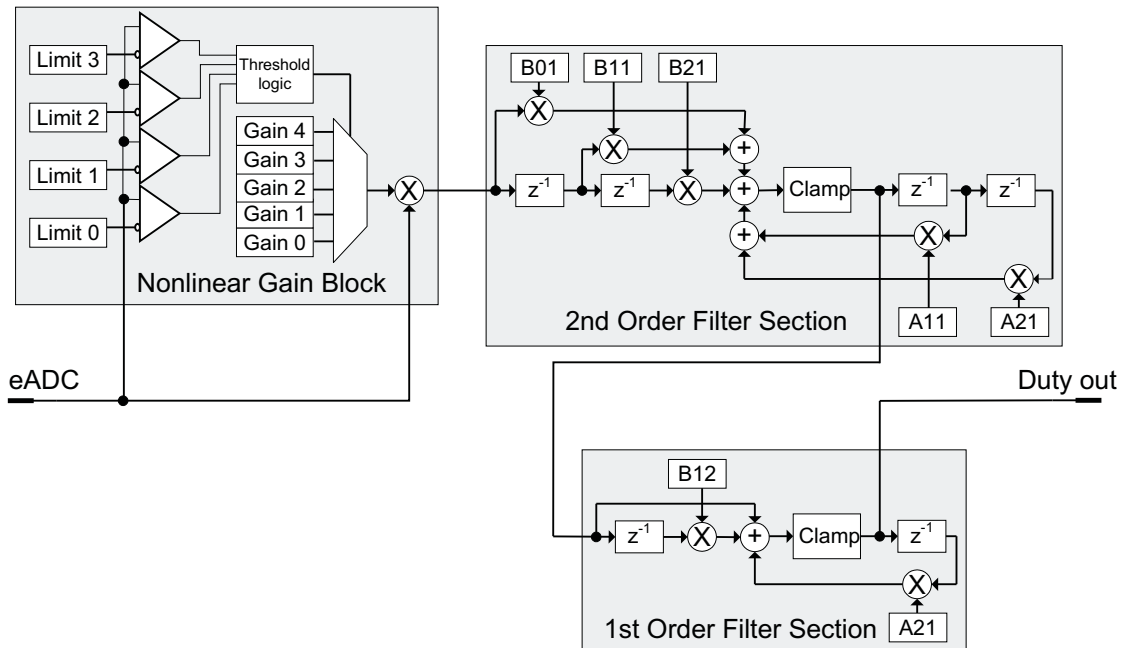 Limit 3
Limit 2
Limit 1
Limit 0
Threshold
logic
Gain 4
Gain 3
Gain 2
Gain 1
Gain 0
X
Nonlinear Gain Block
eADC
B01
B11
B21
X
X
+
z⁻¹
z⁻¹
X
+
Clamp
z⁻¹
z⁻¹
+
X
X
A11
A21
2nd Order Filter Section
Duty out
B12
z⁻¹
X
+
Clamp
z⁻¹
X
A21
1st Order Filter Section